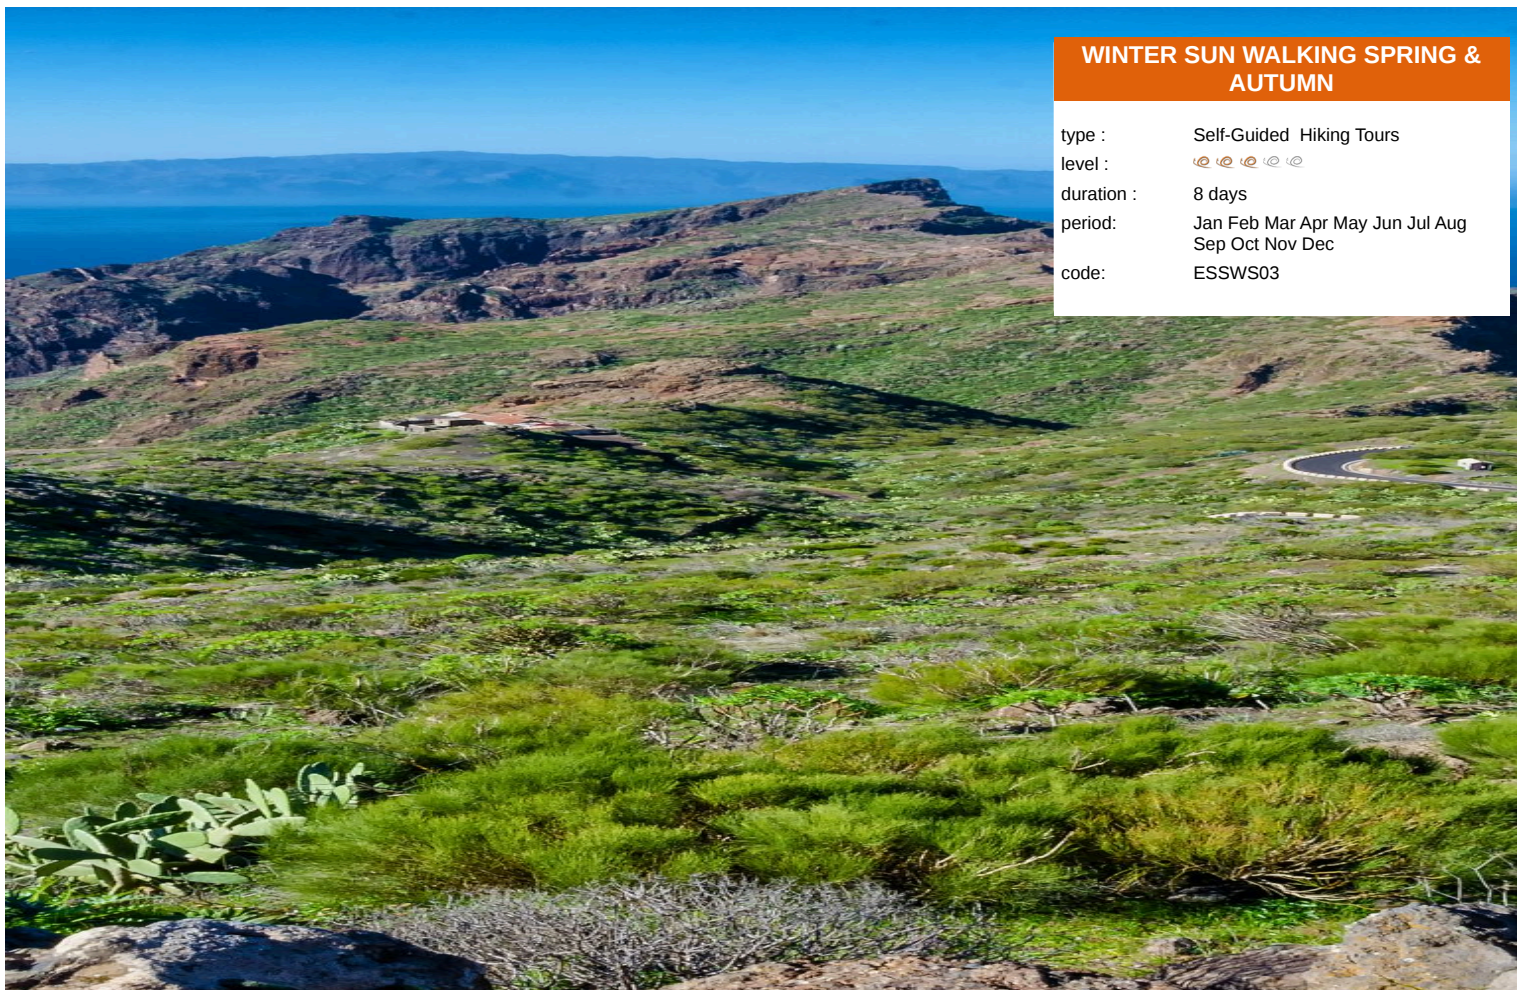 WINTER SUN WALKING SPRING &
AUTUMN
type : Self-Guided Hiking Tours
level :
duration : 8 days
period: Jan Feb Mar Apr May Jun Jul Aug
Sep Oct Nov Dec
code: ESSWS03